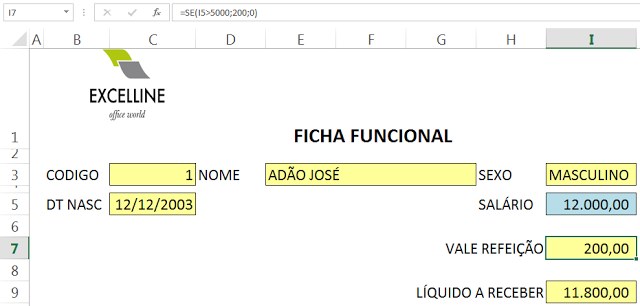 I7 =SE(I5>5000;200;0)
A B C D E F G H I
EXCELLINE
office world
1 FICHA FUNCIONAL
2
3 CODIGO 1 NOME ADÃO JOSÉ SEXO MASCULINO
5 DT NASC 12/12/2003 SALÁRIO 12.000,00
6
7 VALE REFEIÇÃO 200,00
8
9 LÍQUIDO A RECEBER 11.800,00